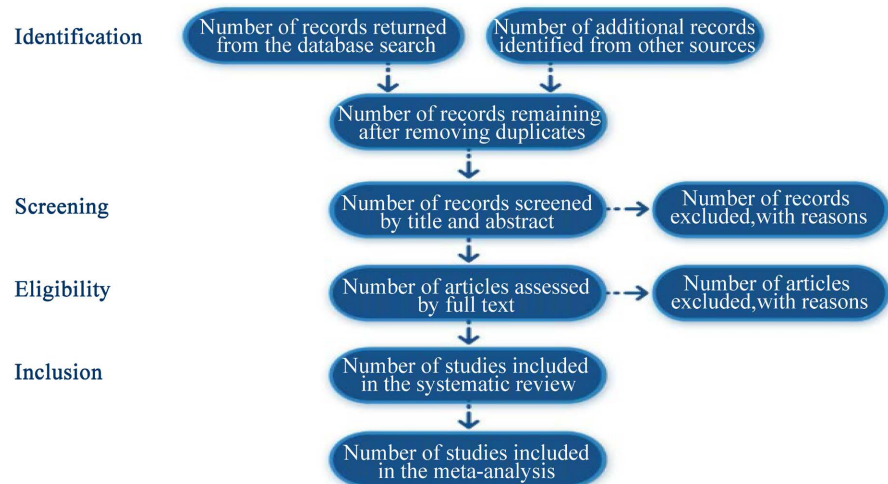 Identification
Number of records returned
from the database search
Number of additional records
identified from other sources
Number of records remaining
after removing duplicates
Screening
Number of records screened
by title and abstract
Number of records
excluded,with reasons
Eligibility
Number of articles assessed
by full text
Number of articles
excluded,with reasons
Inclusion
Number of studies included
in the systematic review
Number of studies included
in the meta-analysis